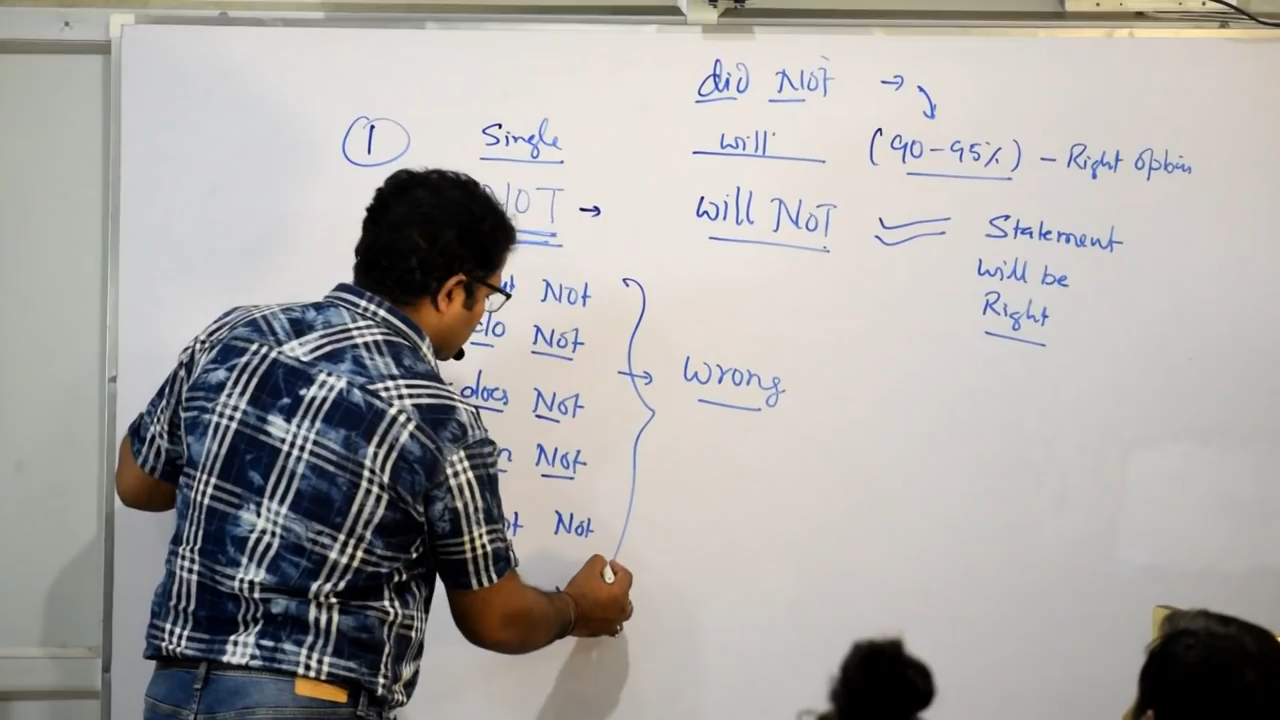 did NOT →
① Single will (90-95%) - Right option
NOT → will NOT Statement
will be
Right
Not
do Not
does Not
Not
Not
Wrong